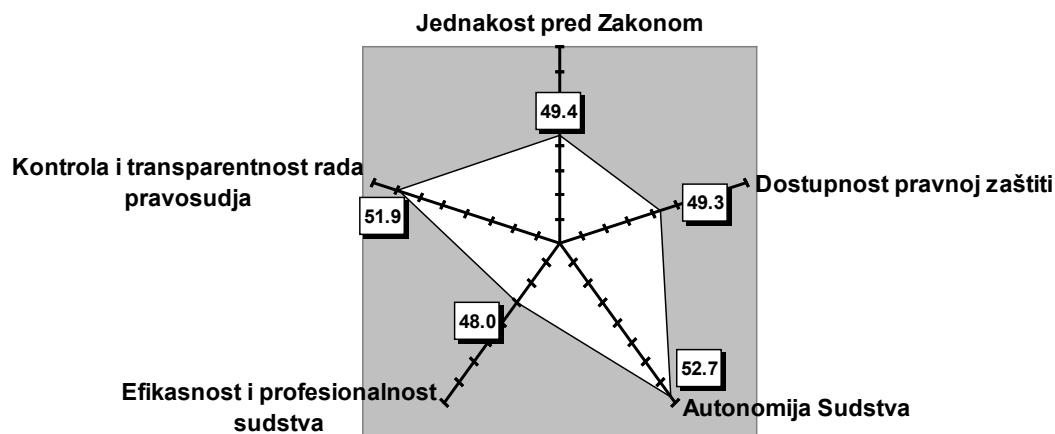 Jednakost pred Zakonom
49.4
Kontrola i transparentnost rada
pravosudja
51.9
Dostupnost pravnoj zaštiti
49.3
48.0
Efikasnost i profesionalnost
sudstva
52.7
Autonomija Sudstva